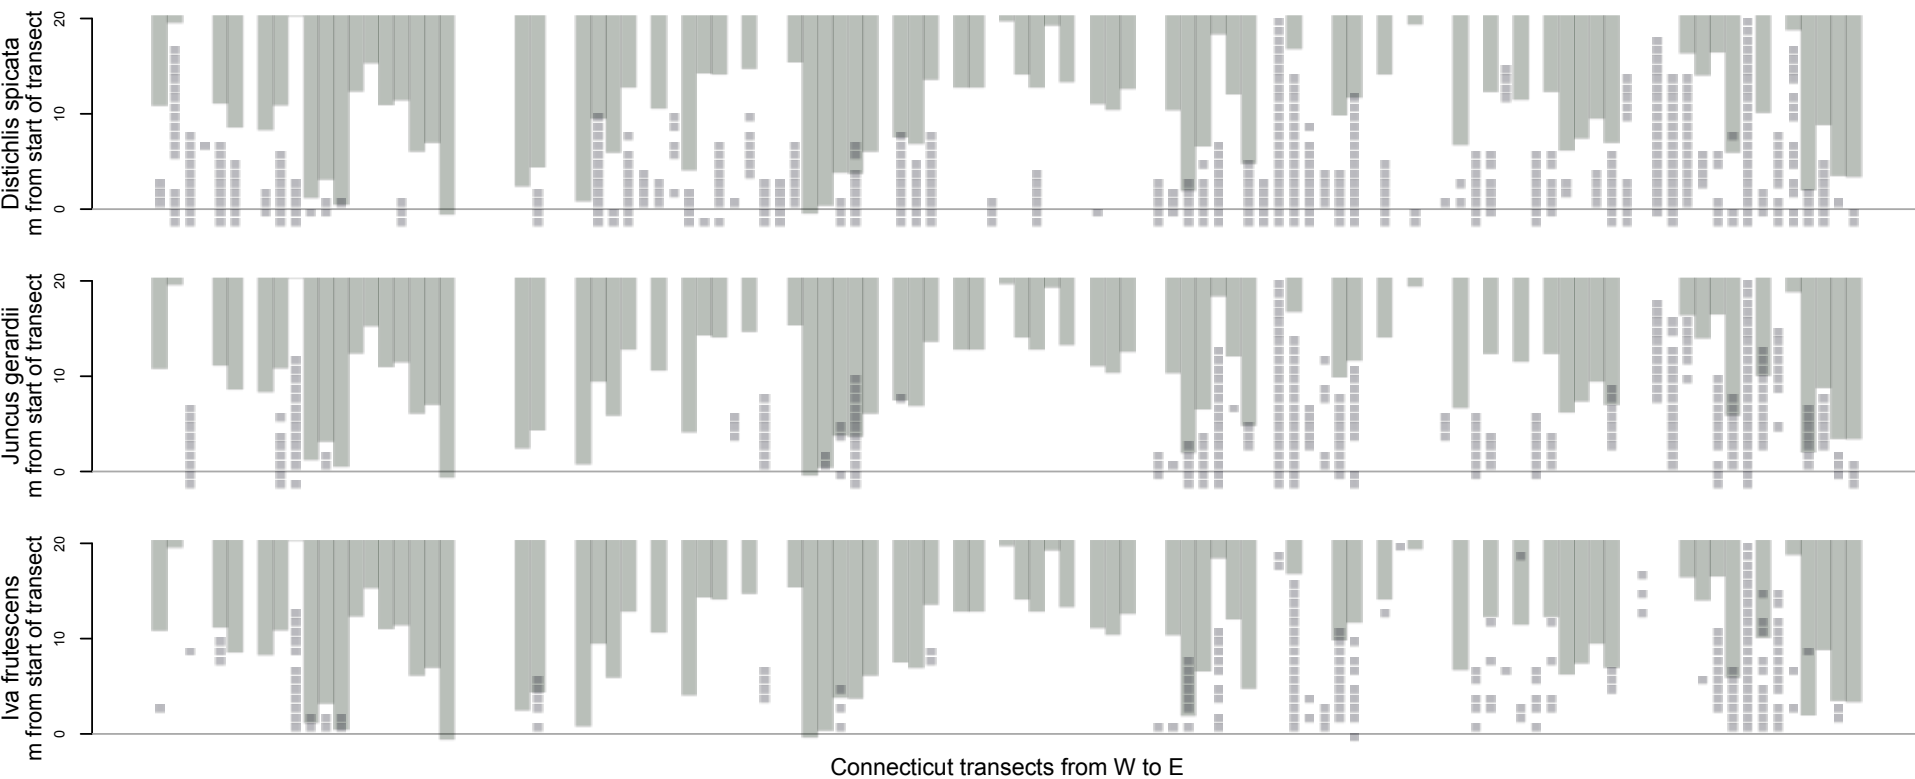 Distichlis spicata
m from start of transect
20
10
0
Juncus gerardii
m from start of transect
20
10
0
Iva frutescens
m from start of transect
20
10
0
Connecticut transects from W to E